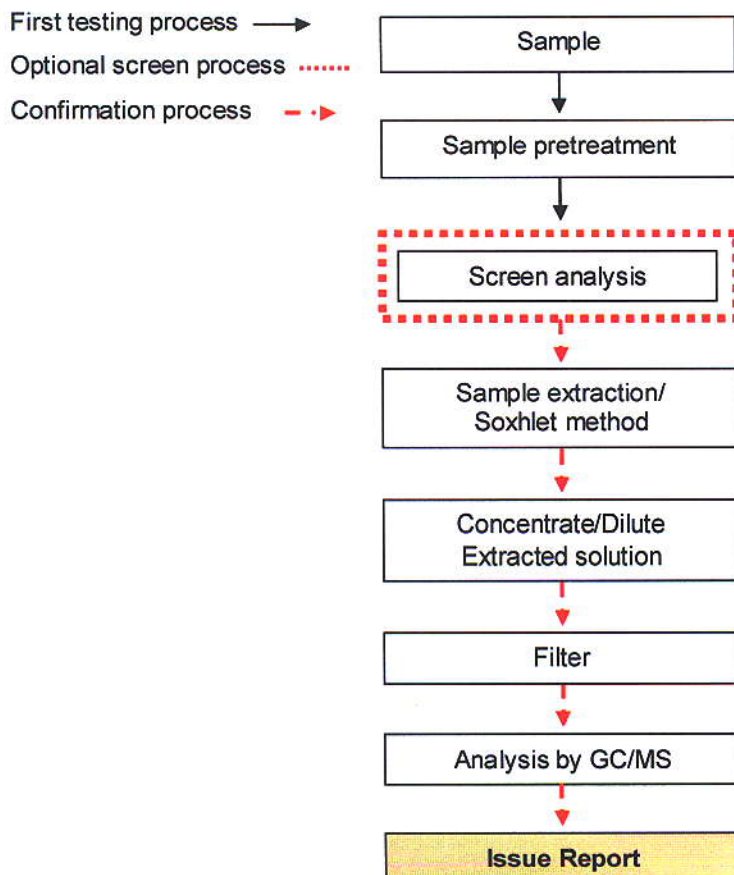 First testing process
Optional screen process
Confirmation process
Sample
Sample pretreatment
Screen analysis
Sample extraction/
Soxhlet method
Concentrate/Dilute
Extracted solution
Filter
Analysis by GC/MS
Issue Report